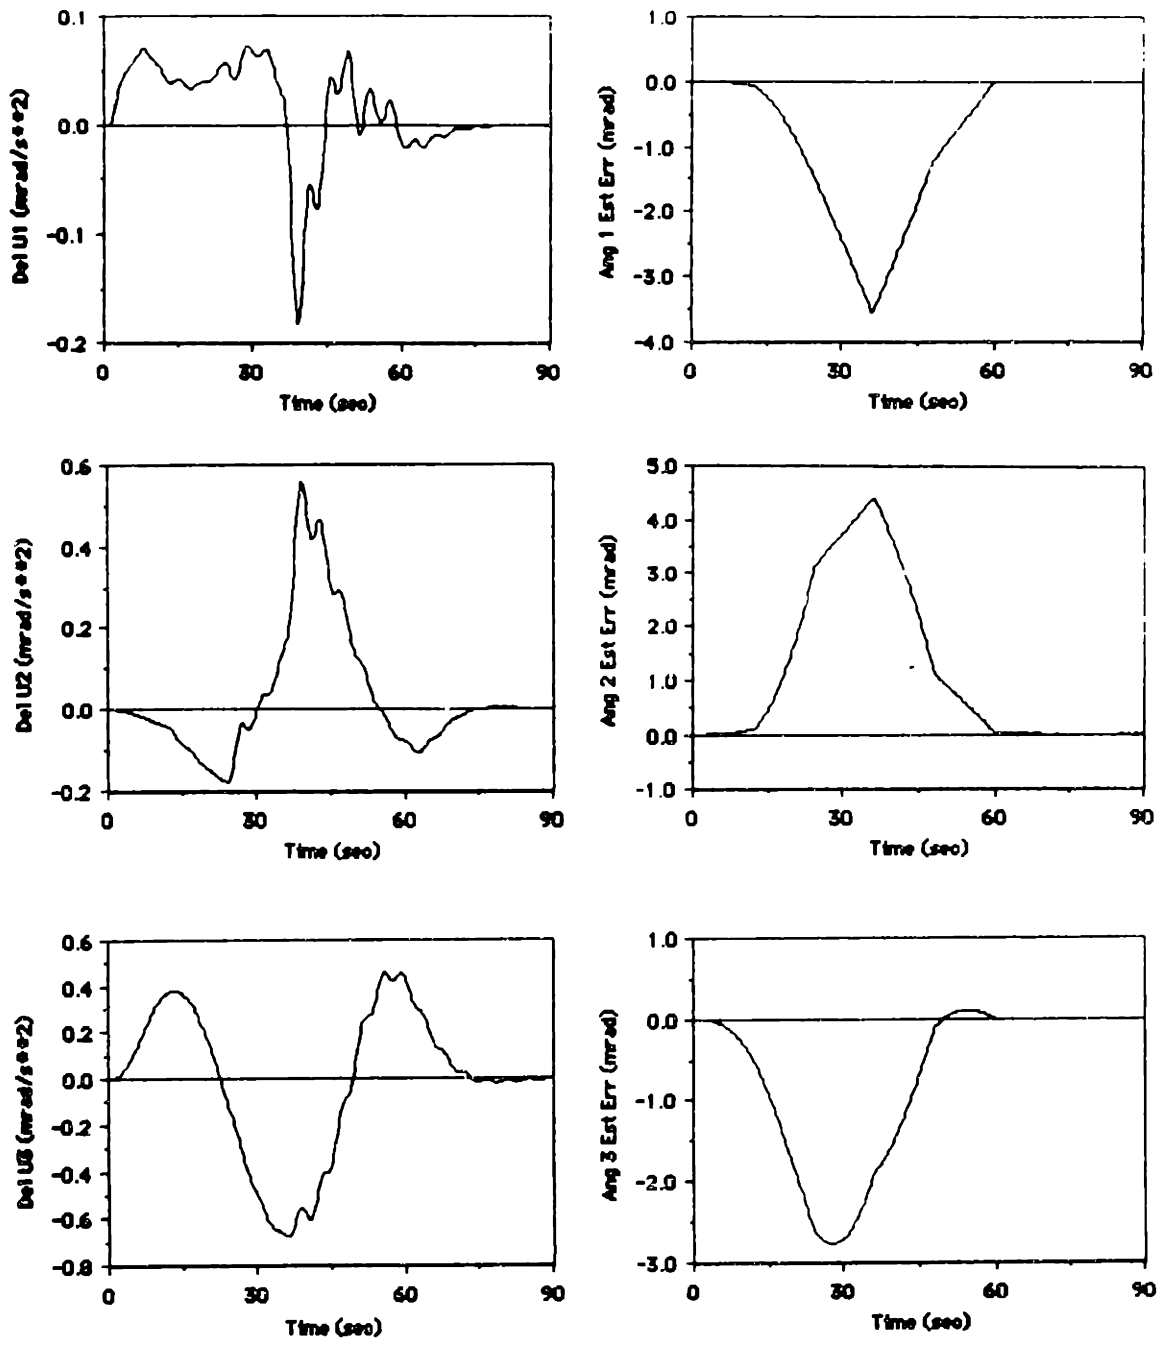 Del U1 (mrad/s**2)
0.1
0.0
-0.1
-0.2
0 30 60 90
Time (sec)
Ang 1 Est Err (mrad)
1.0
0.0
-1.0
-2.0
-3.0
-4.0
0 30 60 90
Time (sec)
Del U2 (mrad/s**2)
0.6
0.4
0.2
0.0
-0.2
0 30 60 90
Time (sec)
Ang 2 Est Err (mrad)
5.0
4.0
3.0
2.0
1.0
0.0
-1.0
0 30 60 90
Time (sec)
Del U3 (mrad/s**2)
0.6
0.4
0.2
0.0
-0.2
-0.4
-0.6
-0.8
0 30 60 90
Time (sec)
Ang 3 Est Err (mrad)
1.0
0.0
-1.0
-2.0
-3.0
0 30 60 90
Time (sec)